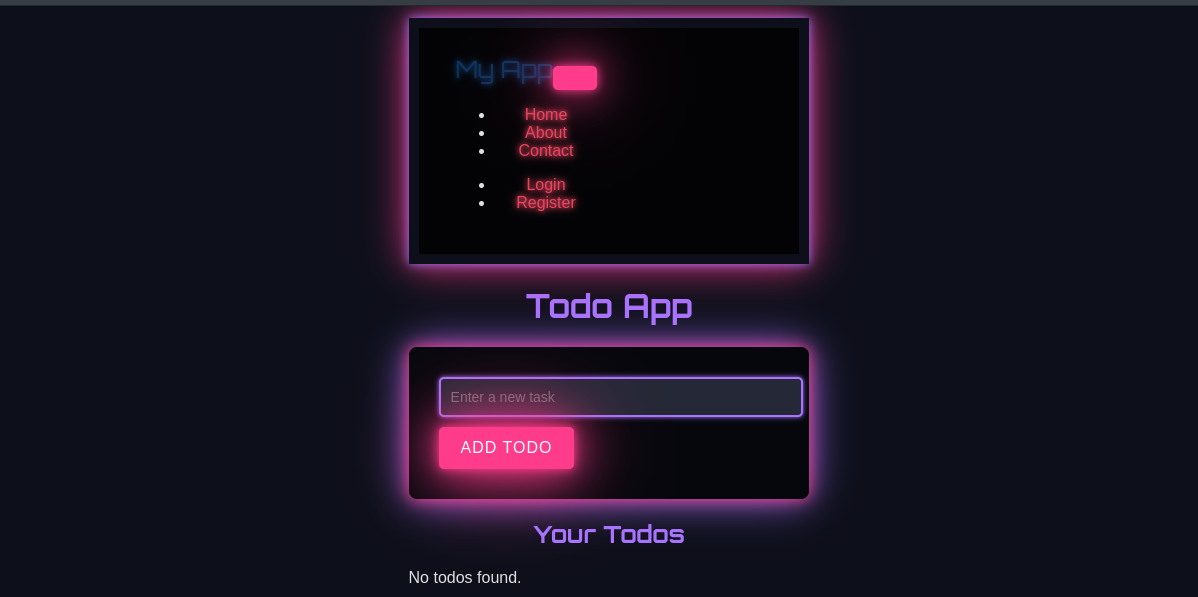 My App
Home
About
Contact
Login
Register
Todo App
Enter a new task
ADD TODO
Your Todos
No todos found.